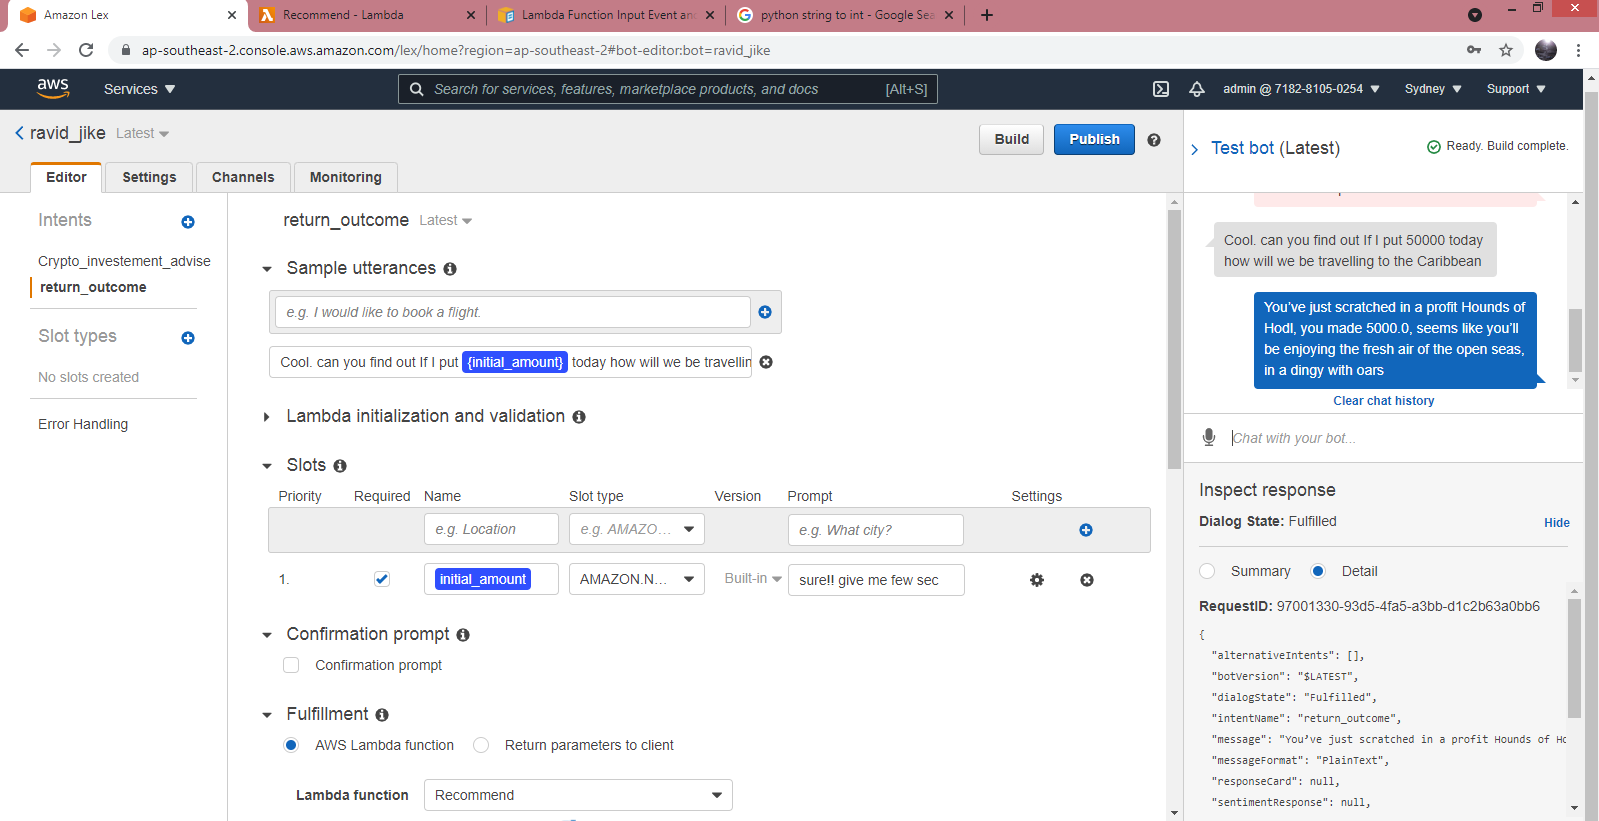 Amazon Lex
Recommend - Lambda
Lambda Function Input Event an
python string to int - Google Sea
ap-southeast-2.console.aws.amazon.com/lex/home?region=ap-southeast-2#bot-editor:bot=ravid_jike
aws
Services
Search for services, features, marketplace products, and docs
[Alt+S]
admin @ 7182-8105-0254
Sydney
Support
ravid_jike
Latest
Build
Publish
Editor
Settings
Channels
Monitoring
Intents
Crypto_investement_advise
return_outcome
Slot types
No slots created
Error Handling
return_outcome
Latest
Sample utterances
e.g. I would like to book a flight.
Cool. can you find out If I put {initial_amount} today how will we be travellin
Lambda initialization and validation
Slots
Priority Required Name Slot type Version Prompt Settings
e.g. Location e.g. AMAZO... e.g. What city?
1. initial_amount AMAZON.N... Built-in sure!! give me few sec
Confirmation prompt
Confirmation prompt
Fulfillment
AWS Lambda function Return parameters to client
Lambda function Recommend
Test bot (Latest)
Ready. Build complete.
Cool. can you find out If I put 50000 today
how will we be travelling to the Caribbean
You’ve just scratched in a profit Hounds of
Hodl, you made 5000.0, seems like you’ll
be enjoying the fresh air of the open seas,
in a dingy with oars
Clear chat history
Chat with your bot...
Inspect response
Dialog State: Fulfilled
Hide
Summary Detail
RequestID: 97001330-93d5-4fa5-a3bb-d1c2b63a0bb6
{
"alternativeIntents": [],
"botVersion": "$LATEST",
"dialogState": "Fulfilled",
"intentName": "return_outcome",
"message": "You’ve just scratched in a profit Hounds of Ho
"messageFormat": "PlainText",
"responseCard": null,
"sentimentResponse": null,